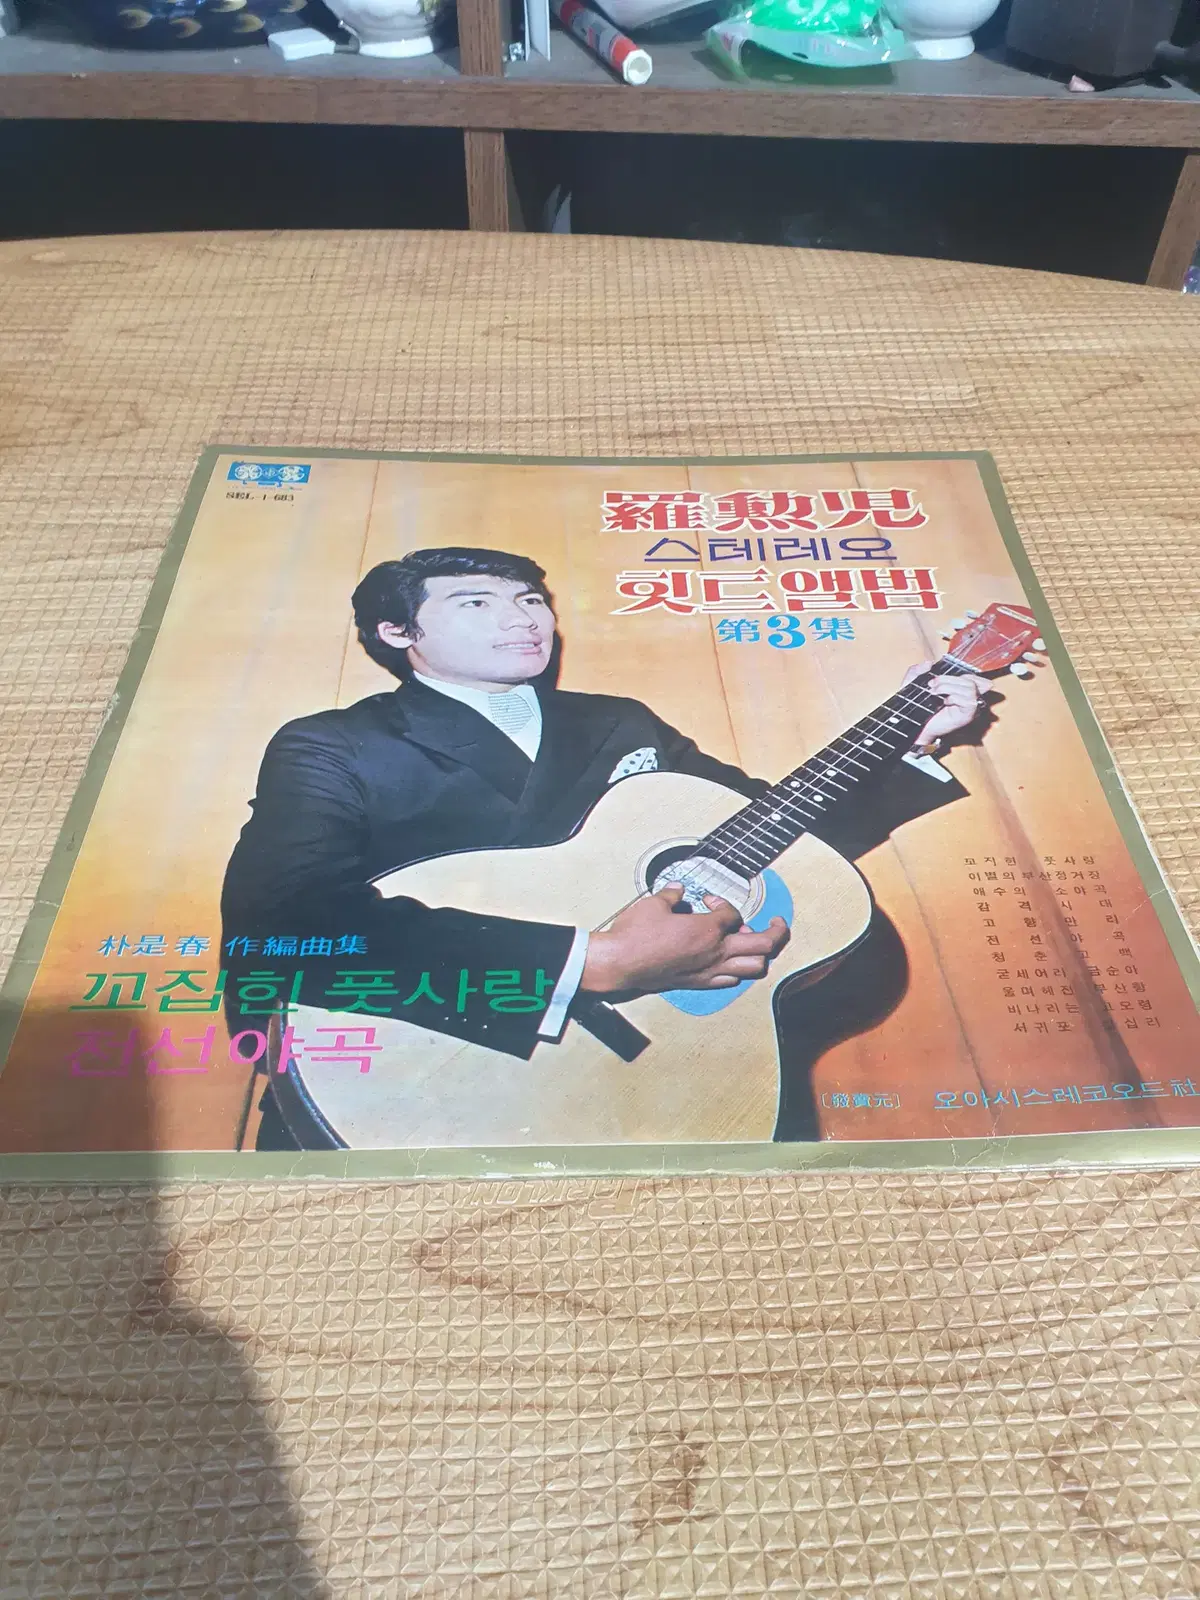 SEL-1-683
羅勲児
스테레오
힛드앨범
第3集
꼬집힌 풋사랑
이별의 부산정거장
애수의 소야곡
감격시대
고향만리
전선야곡
청춘고백
굳세어라 금순아
울며헤진 부산항
비나리는 고모령
서귀포 칠십리
朴是春 作編曲集
꼬집힌 풋사랑
전선야곡
[發賣元] 오아시스레코오드社